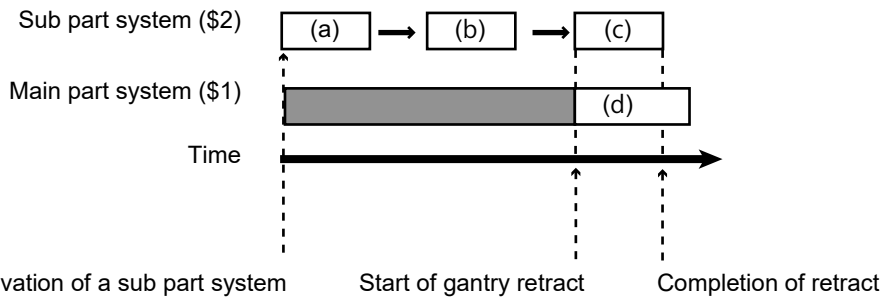 Sub part system ($2)
(a)
(b)
(c)
Main part system ($1)
(d)
Time
vation of a sub part system
Start of gantry retract
Completion of retract